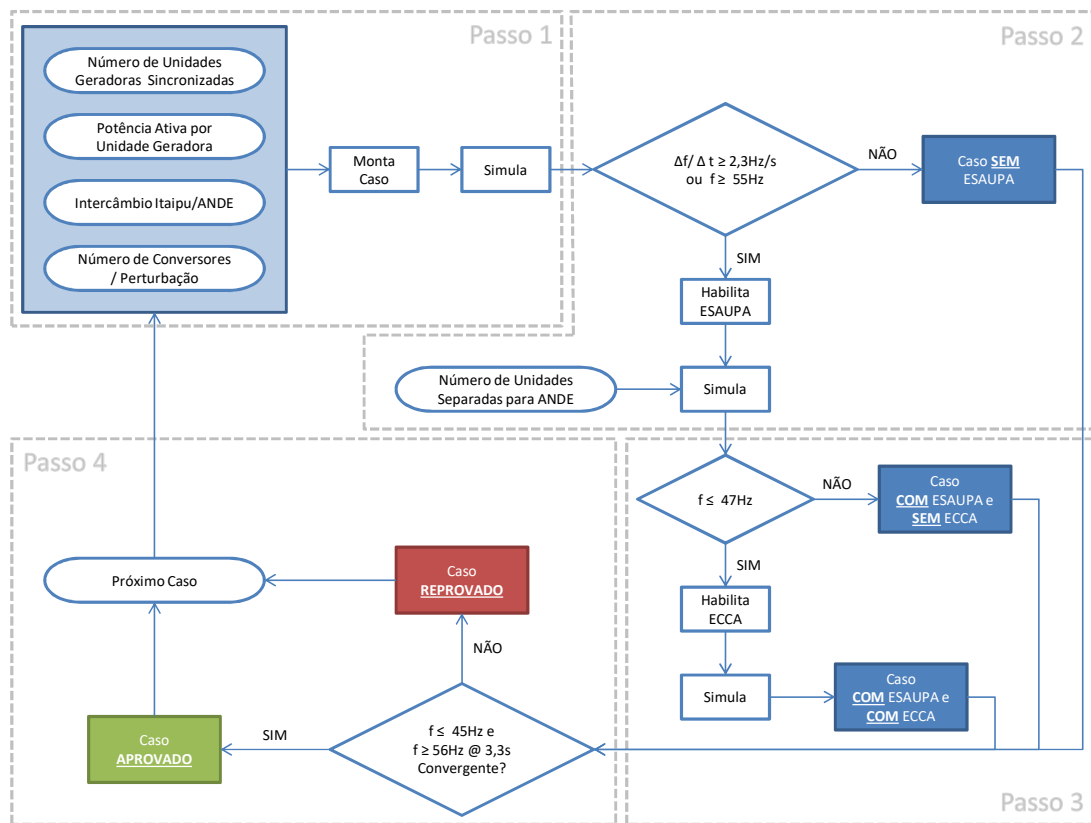 Passo 1
Número de Unidades
Geradoras Sincronizadas
Potência Ativa por
Unidade Geradora
Intercâmbio Itaipu/ANDE
Número de Conversores
/ Perturbação
Monta
Caso
Simula
Passo 2
Δf/ Δ t ≥ 2,3Hz/s
ou f ≥ 55Hz
NÃO
Caso SEM
ESAUPA
SIM
Habilita
ESAUPA
Número de Unidades
Separadas para ANDE
Simula
f ≤ 47Hz
NÃO
Caso
COM ESAUPA e
SEM ECCA
SIM
Habilita
ECCA
Simula
Caso
COM ESAUPA e
COM ECCA
Passo 3
Passo 4
Próximo Caso
Caso
REPROVADO
NÃO
f ≤ 45Hz e
f ≥ 56Hz @ 3,3s
Convergente?
SIM
Caso
APROVADO